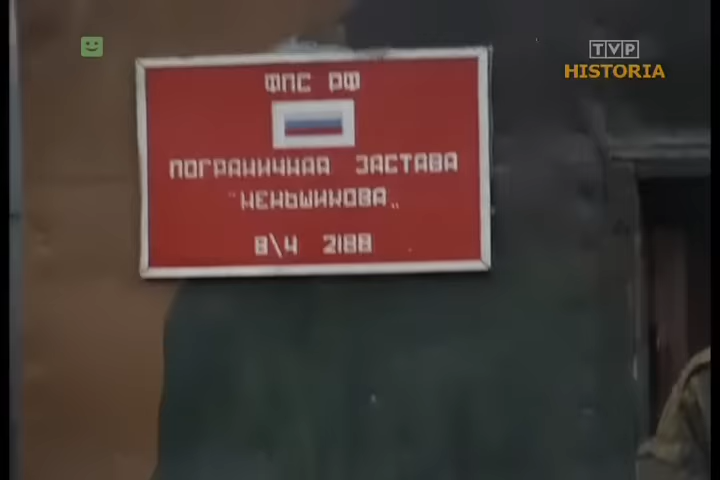 TVP
HISTORIA
ФПС РФ
ПОГРАНИЧНАЯ ЗАСТАВА
"МЕНЬШИКОВА„
В\Ч 2188